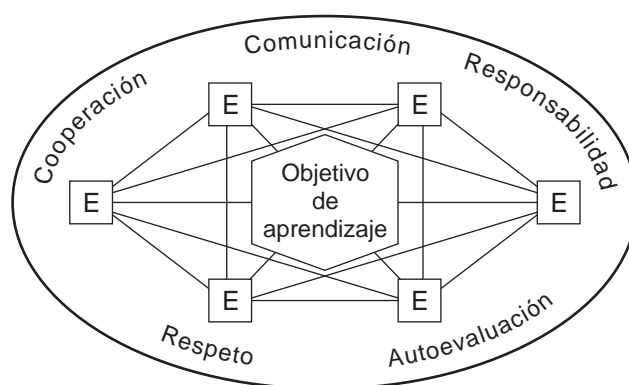 Comunicación
Cooperación
Responsabilidad
E
E
Objetivo
de
aprendizaje
E
E
E
E
Respeto
Autoevaluación